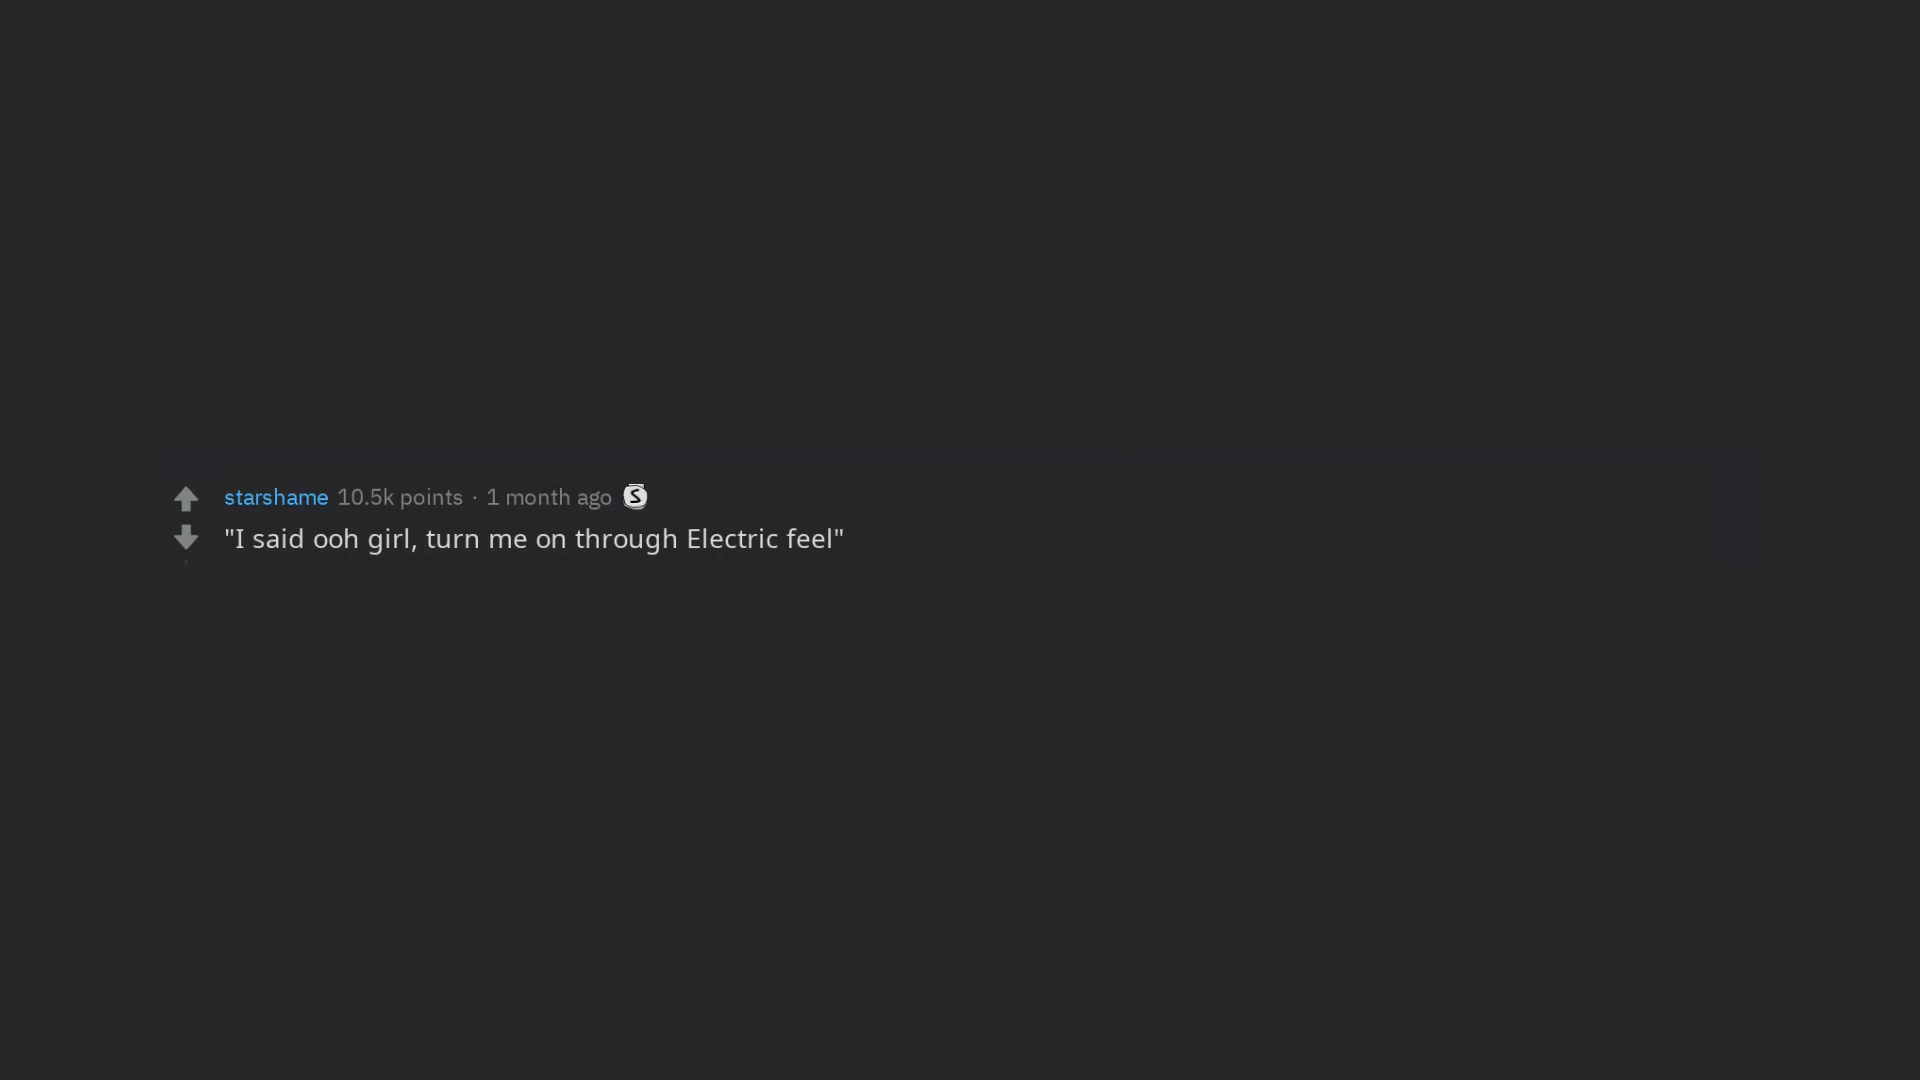 starshame 10.5k points · 1 month ago S
"I said ooh girl, turn me on through Electric feel"